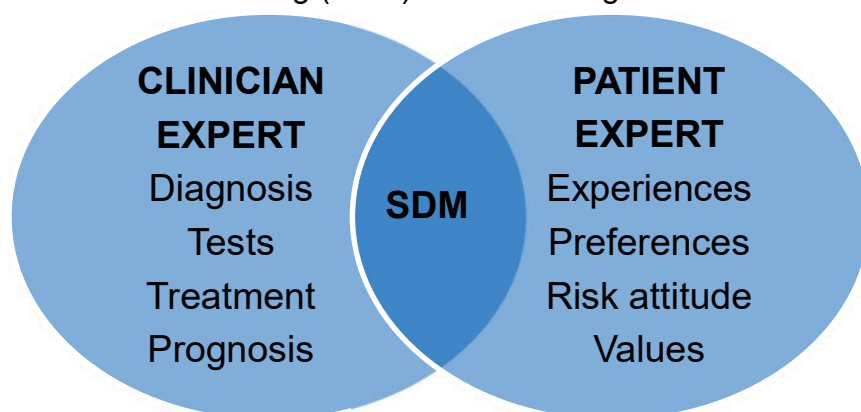 CLINICIAN
EXPERT
Diagnosis
Tests
Treatment
Prognosis
SDM
PATIENT
EXPERT
Experiences
Preferences
Risk attitude
Values